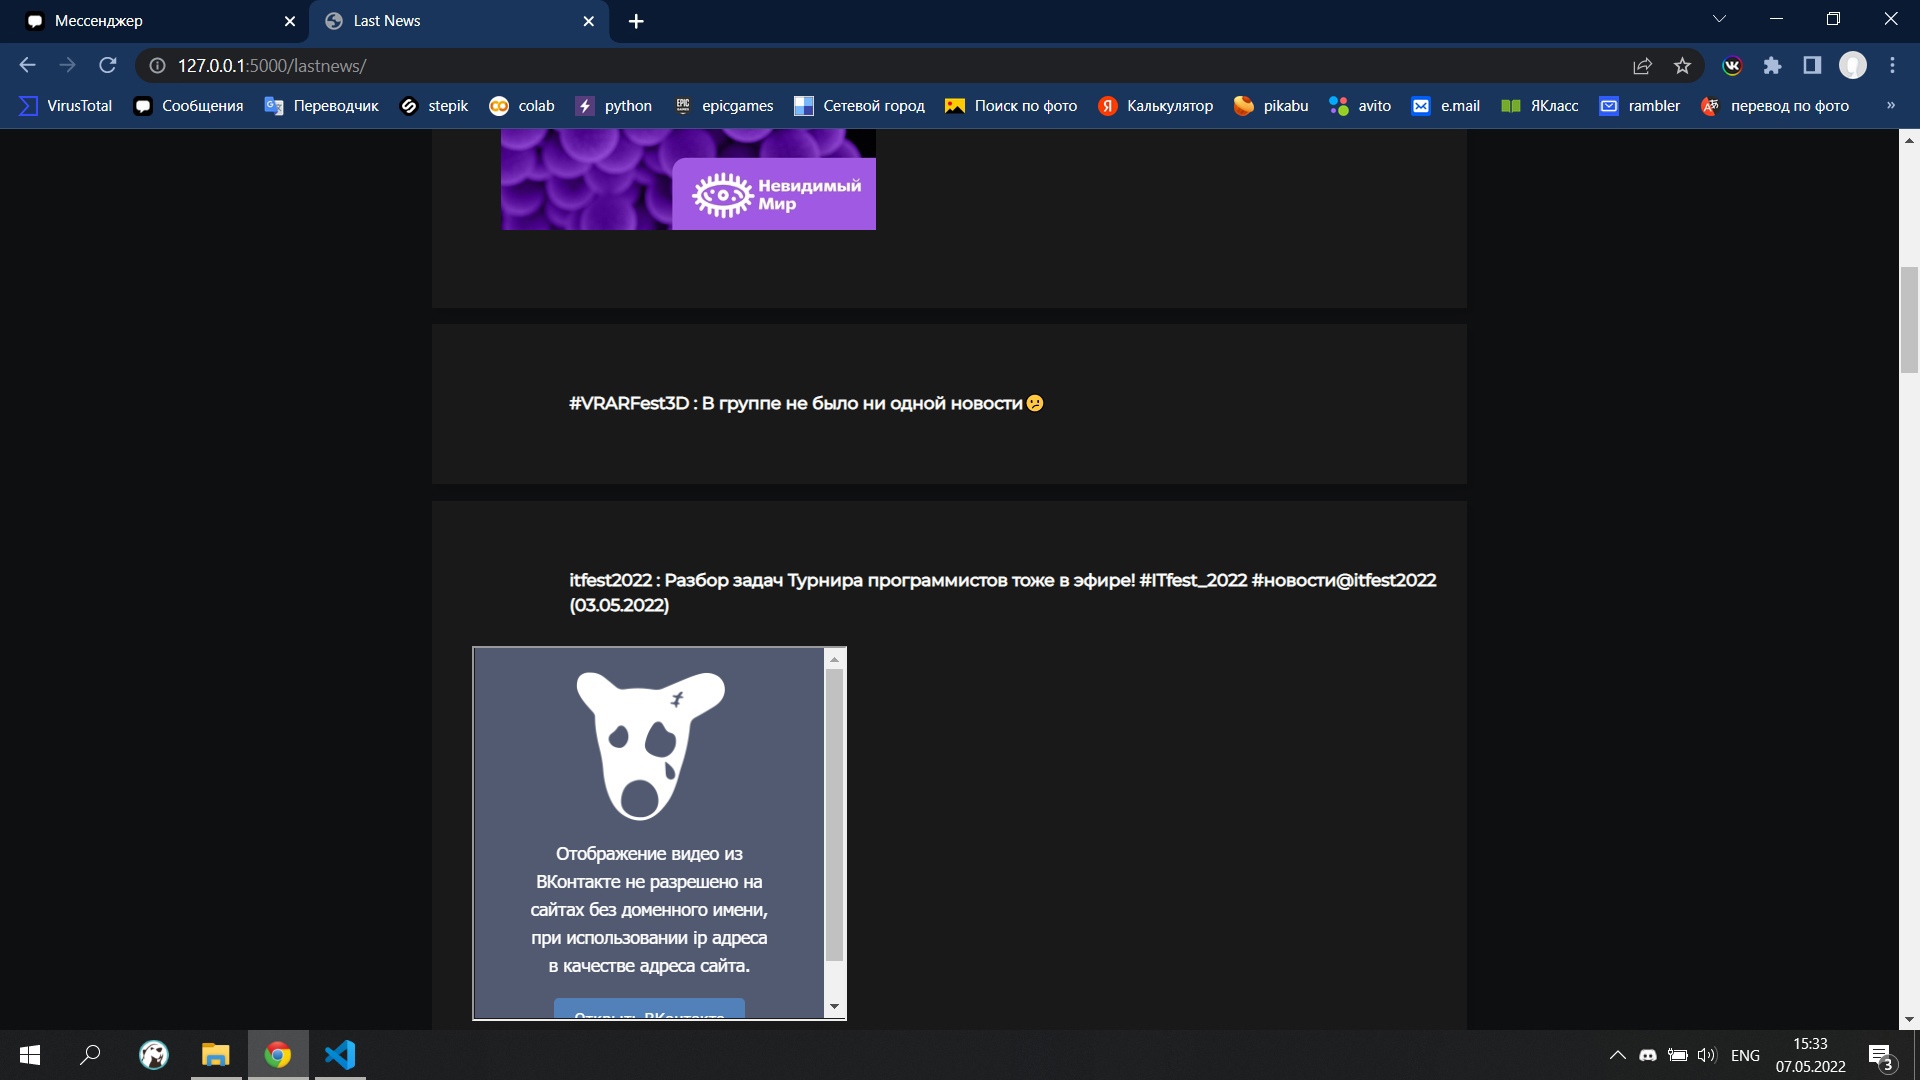 Мессенджер
Last News
127.0.0.1:5000/lastnews/
VirusTotal
Сообщения
Переводчик
stepik
colab
python
epicgames
Сетевой город
Поиск по фото
Калькулятор
pikabu
avito
e.mail
ЯКласс
rambler
перевод по фото
Невидимый
Мир
#VRARFest3D : В группе не было ни одной новости😕
itfest2022 : Разбор задач Турнира программистов тоже в эфире! #ITfest_2022 #новости@itfest2022
(03.05.2022)
Отображение видео из
ВКонтакте не разрешено на
сайтах без доменного имени,
при использовании ip адреса
в качестве адреса сайта.
Открыть ВКонтакте
ENG
15:33
07.05.2022
3